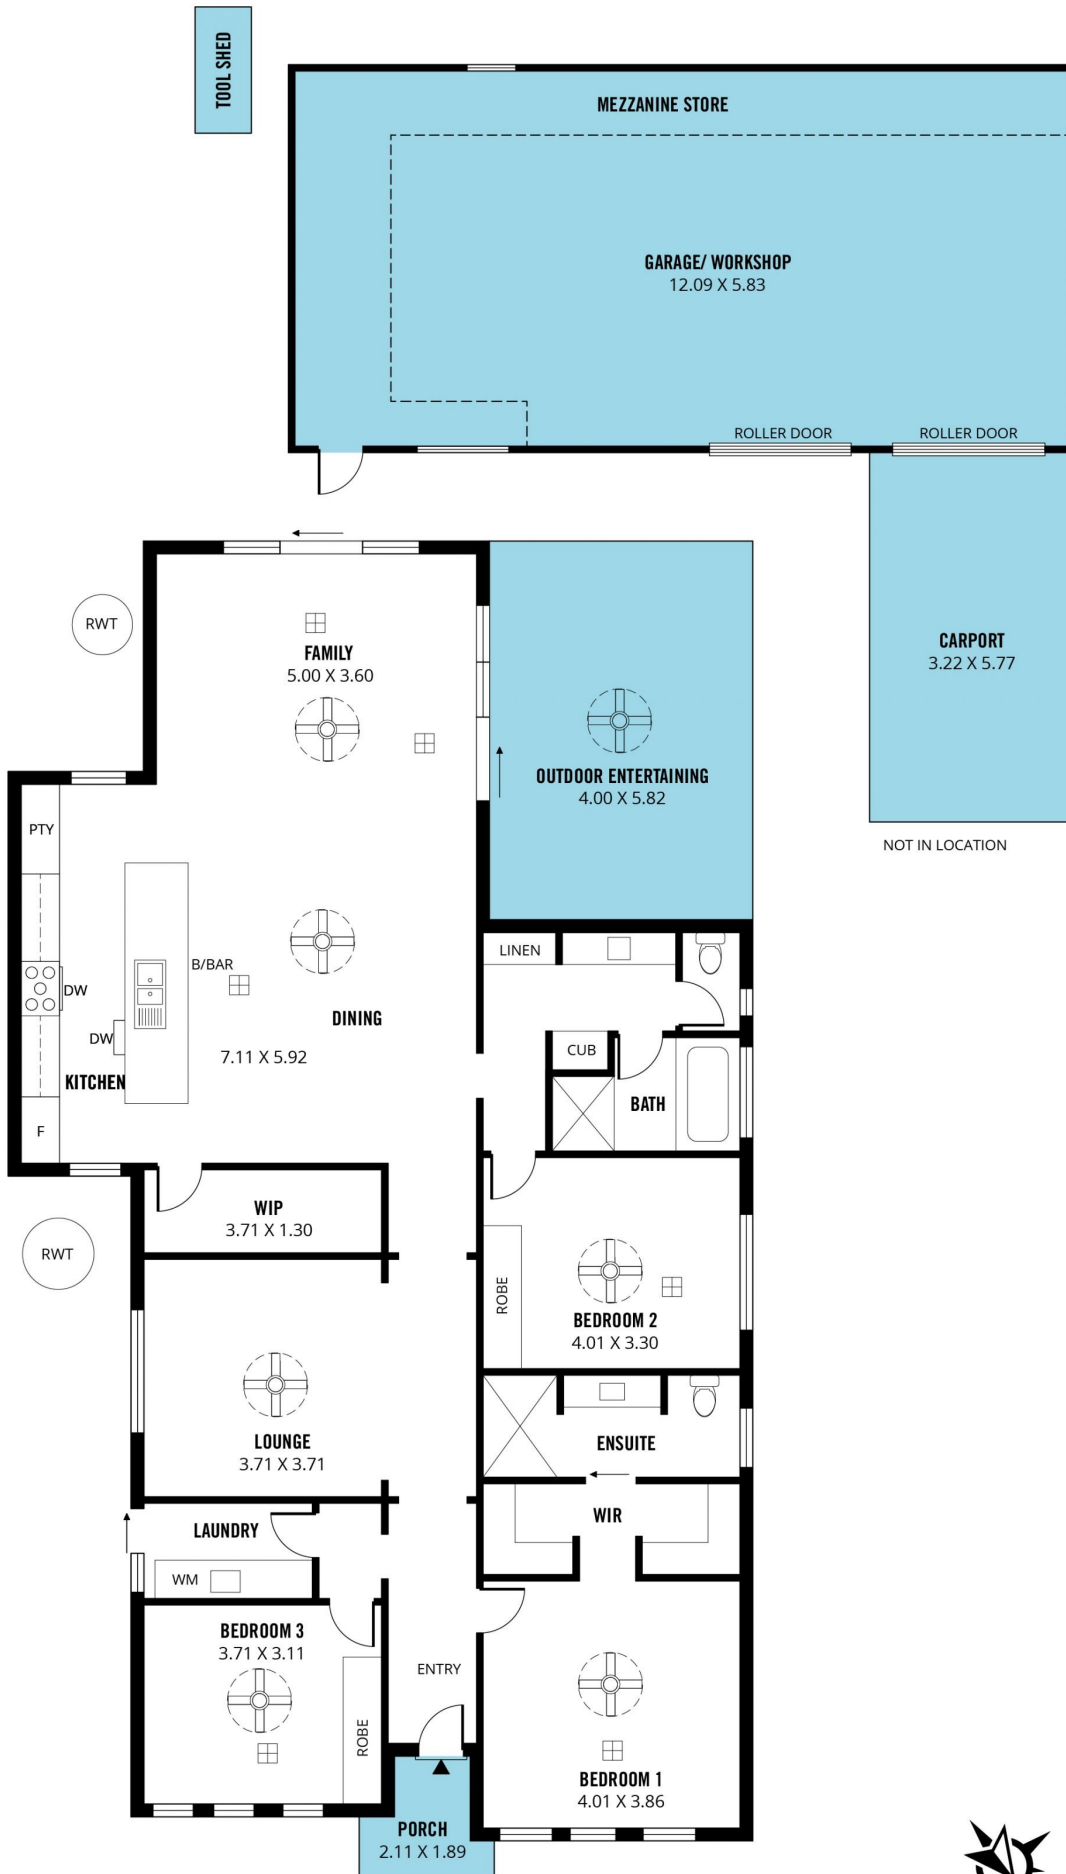 TOOL SHED
MEZZANINE STORE
GARAGE/ WORKSHOP
12.09 X 5.83
ROLLER DOOR
ROLLER DOOR
RWT
FAMILY
5.00 X 3.60
CARPORT
3.22 X 5.77
OUTDOOR ENTERTAINING
4.00 X 5.82
NOT IN LOCATION
PTY
B/BAR
DW
DW
DINING
7.11 X 5.92
KITCHEN
F
LINEN
CUB
BATH
WIP
3.71 X 1.30
RWT
ROBE
BEDROOM 2
4.01 X 3.30
LOUNGE
3.71 X 3.71
ENSUITE
WIR
LAUNDRY
WM
BEDROOM 3
3.71 X 3.11
ROBE
ENTRY
BEDROOM 1
4.01 X 3.86
PORCH
2.11 X 1.89